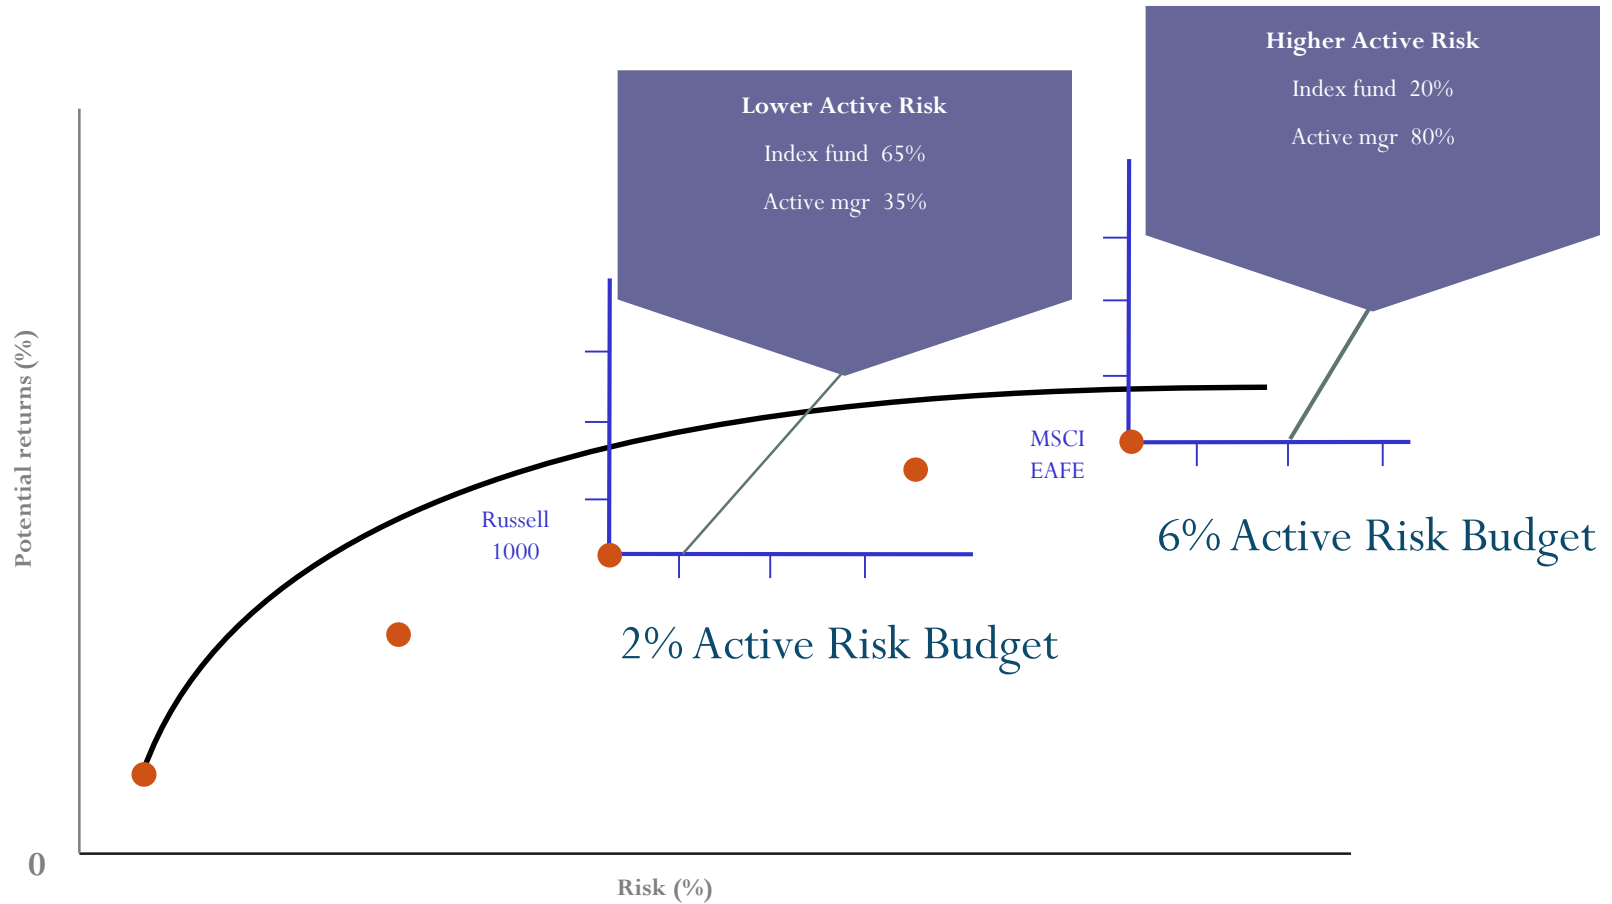 Higher Active Risk
Index fund 20%
Active mgr 80%
Lower Active Risk
Index fund 65%
Active mgr 35%
Potential returns (%)
MSCI
EAFE
Russell
1000
6% Active Risk Budget
2% Active Risk Budget
0
Risk (%)